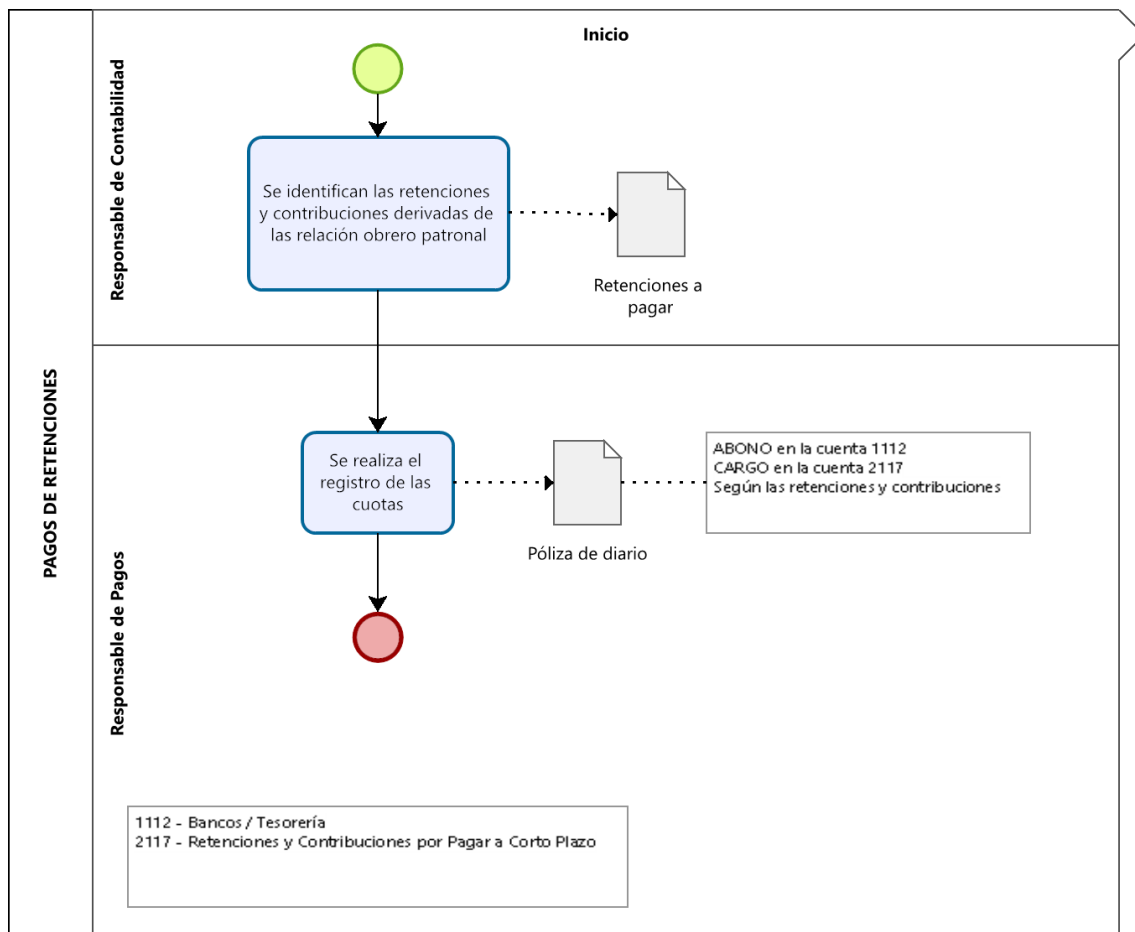 PAGOS DE RETENCIONES
Responsable de Contabilidad
Inicio
Se identifican las retenciones
y contribuciones derivadas de
las relación obrero patronal
Retenciones a
pagar
Responsable de Pagos
Se realiza el
registro de las
cuotas
Póliza de diario
ABONO en la cuenta 1112
CARGO en la cuenta 2117
Según las retenciones y contribuciones
1112 - Bancos / Tesorería
2117 - Retenciones y Contribuciones por Pagar a Corto Plazo